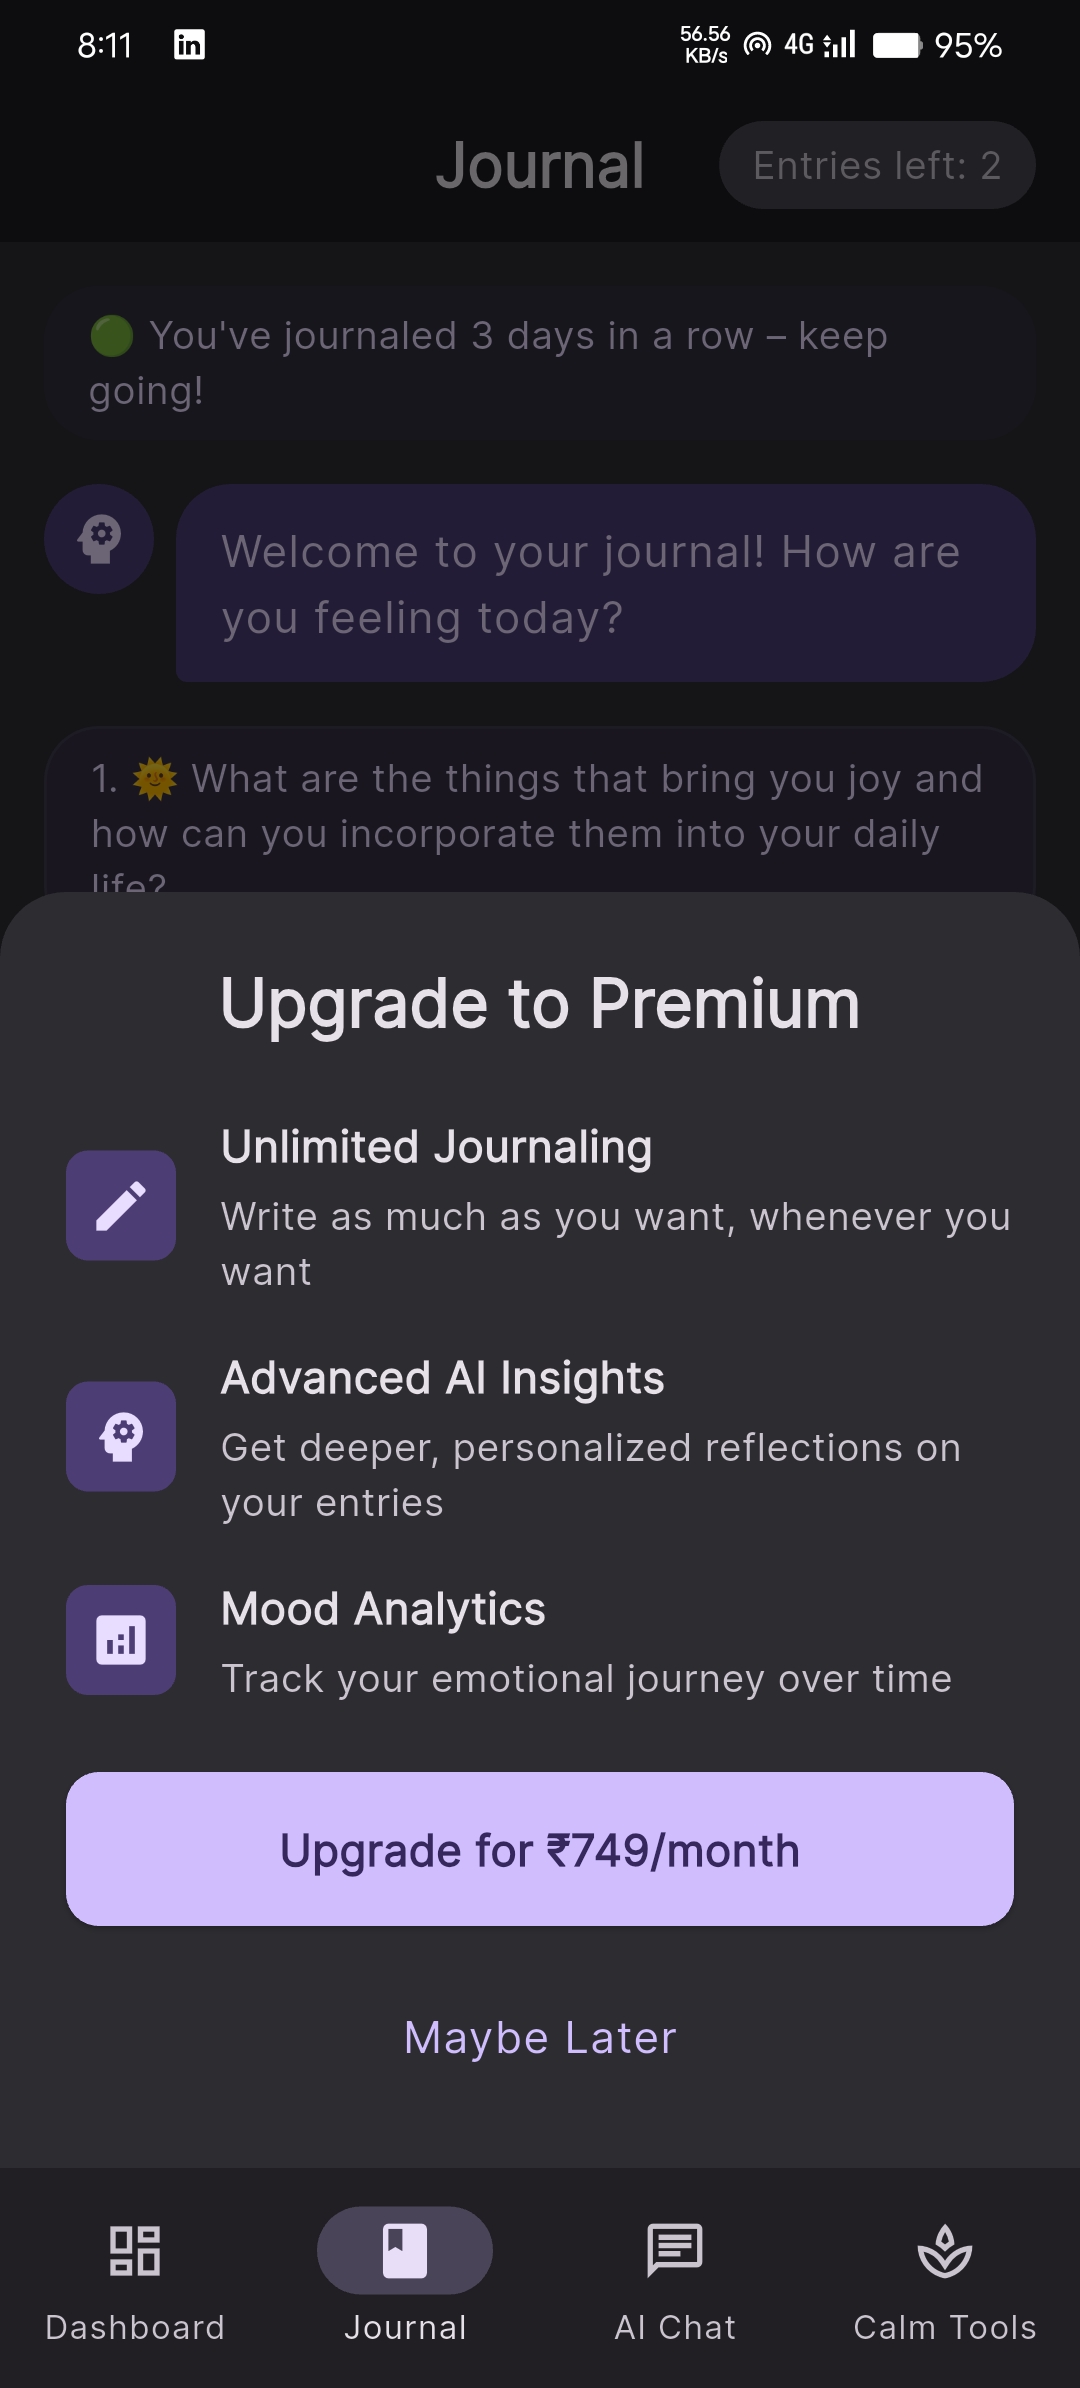 8:11
in
56.56
KB/s
4G
95%
Journal
Entries left: 2
You've journaled 3 days in a row – keep
going!
Welcome to your journal! How are
you feeling today?
1. 🌞 What are the things that bring you joy and
how can you incorporate them into your daily
life?
Upgrade to Premium
Unlimited Journaling
Write as much as you want, whenever you
want
Advanced AI Insights
Get deeper, personalized reflections on
your entries
Mood Analytics
Track your emotional journey over time
Upgrade for ₹749/month
Maybe Later
Dashboard
Journal
AI Chat
Calm Tools